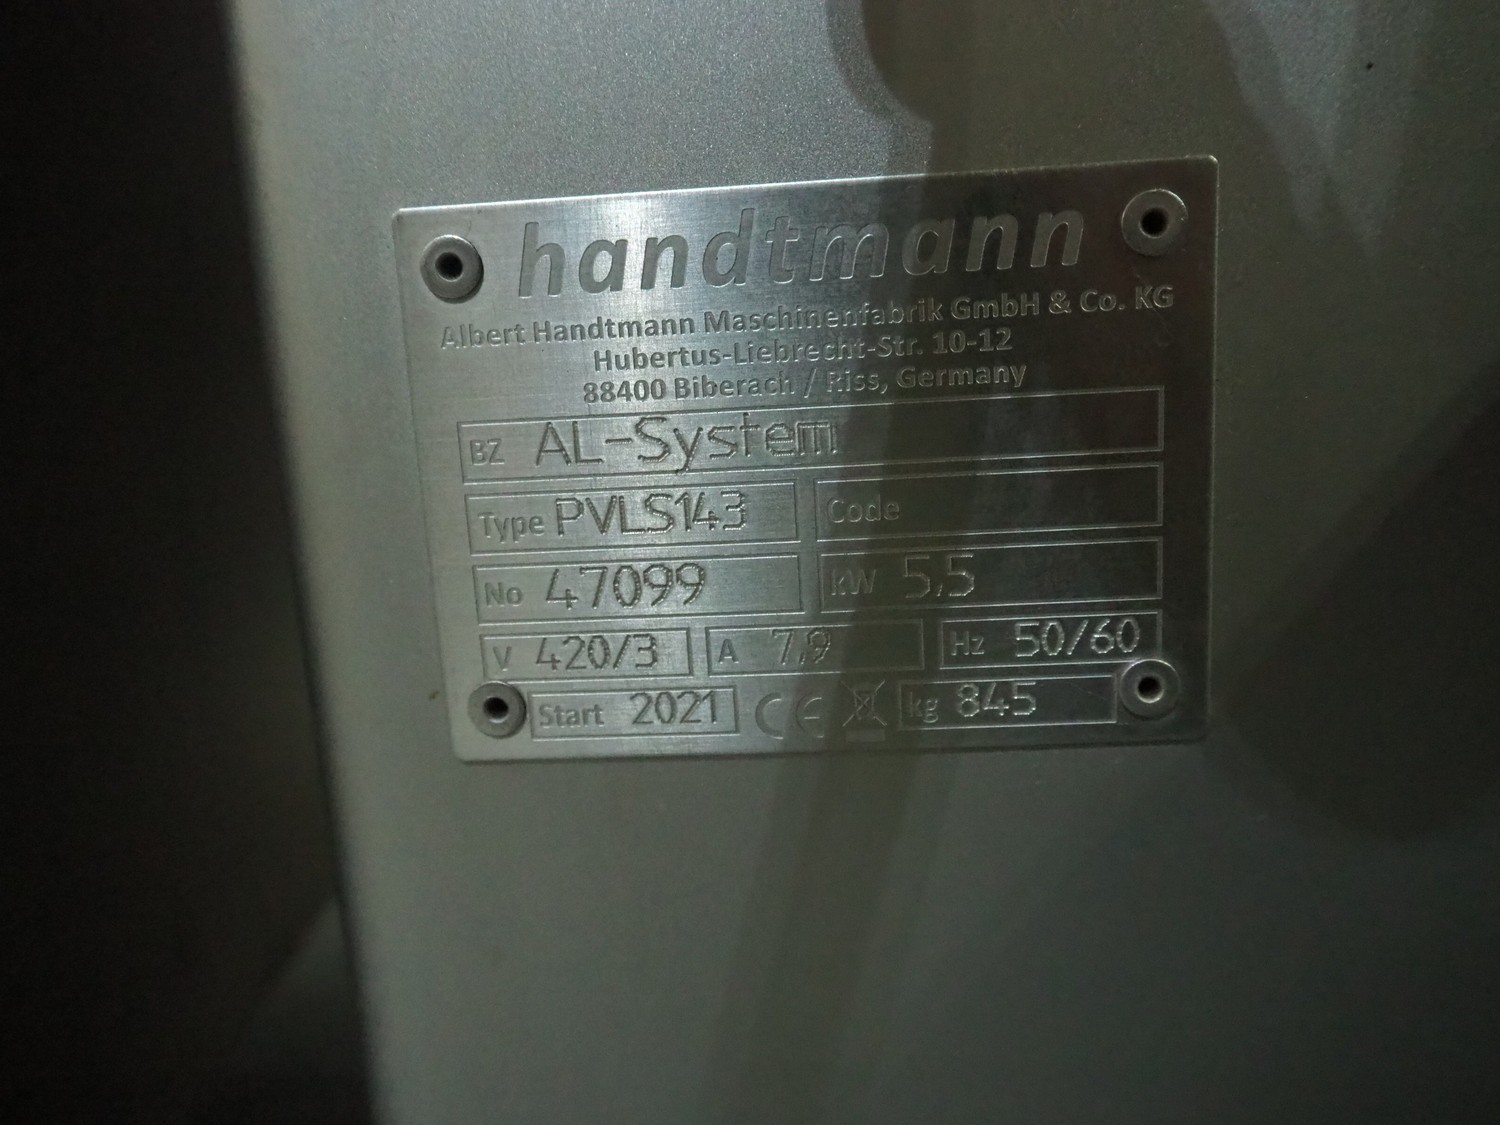 handtmann
Albert Handtmann Maschinenfabrik GmbH & Co. KG
Hubertus-Liebrecht-Str. 10-12
88400 Biberach / Riss, Germany
BZ AL-System
Type PVLS143 Code
No 47099 kW 5,5
V 420/3 A 7,9 Hz 50/60
Start 2021 CE kg 845